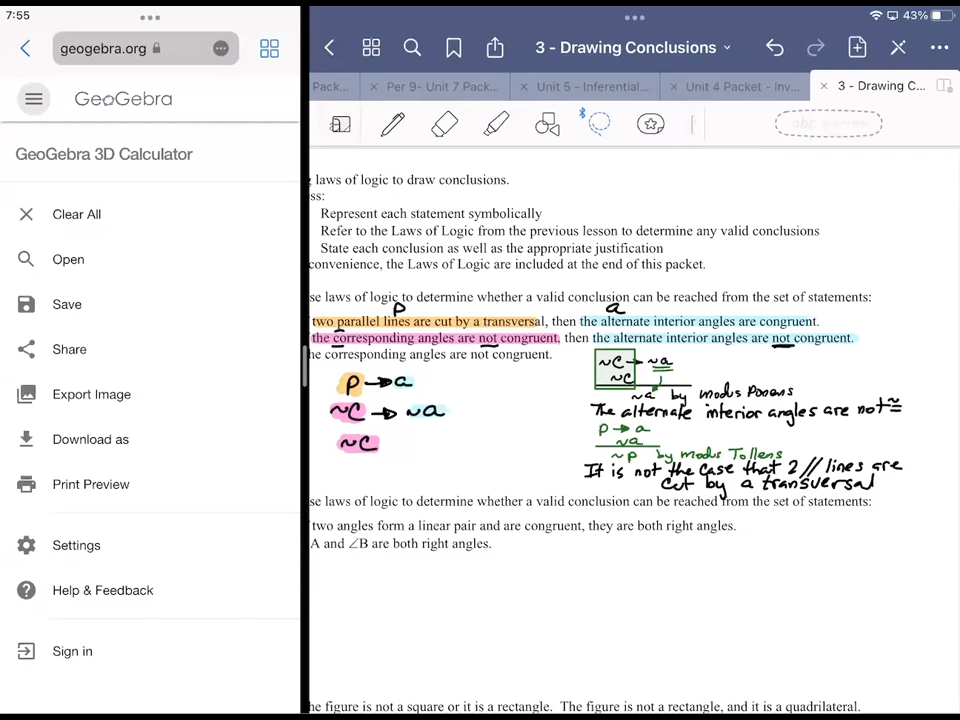 7:55
43%
geogebra.org
3 - Drawing Conclusions
GeoGebra
Pack...
Per 9- Unit 7 Pack...
Unit 5 - Inferential...
Unit 4 Packet - Inv...
3 - Drawing C...
GeoGebra 3D Calculator
Clear All
Open
Save
Share
Export Image
Download as
Print Preview
Settings
Help & Feedback
Sign in
laws of logic to draw conclusions.
ss:
Represent each statement symbolically
Refer to the Laws of Logic from the previous lesson to determine any valid conclusions
State each conclusion as well as the appropriate justification
convenience, the Laws of Logic are included at the end of this packet.
se laws of logic to determine whether a valid conclusion can be reached from the set of statements:
p a
two parallel lines are cut by a transversal, then the alternate interior angles are congruent.
the corresponding angles are not congruent, then the alternate interior angles are not congruent.
he corresponding angles are not congruent.
p → a
~c → ~a
~c
~c → ~a
~c
~a by modus Ponens
The alternate interior angles are not ≅
p → a
~a
~p by modus Tollens
It is not the case that 2 // lines are
cut by a transversal
se laws of logic to determine whether a valid conclusion can be reached from the set of statements:
two angles form a linear pair and are congruent, they are both right angles.
A and ∠B are both right angles.
he figure is not a square or it is a rectangle. The figure is not a rectangle, and it is a quadrilateral.